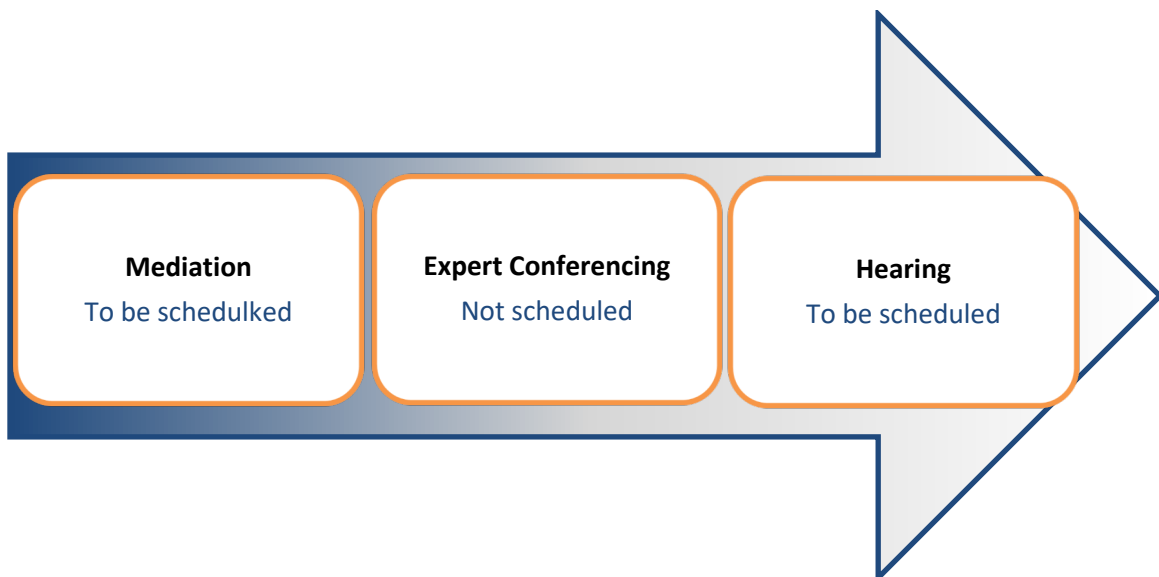 Mediation
To be schedulked
Expert Conferencing
Not scheduled
Hearing
To be scheduled